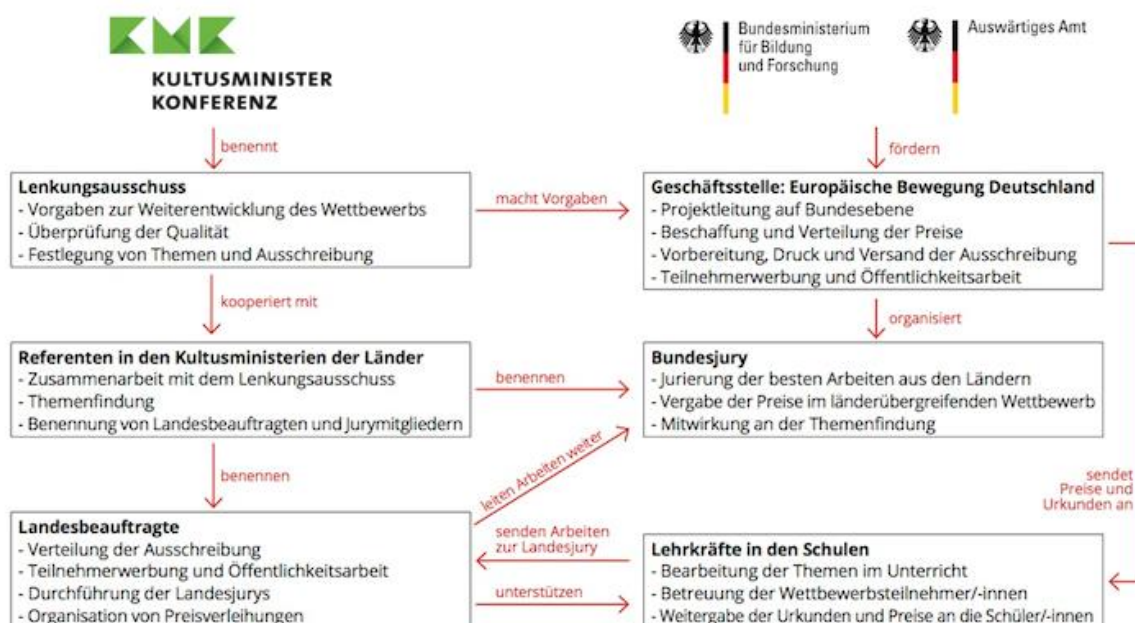 KMK
KULTUSMINISTER
KONFERENZ
Bundesministerium
für Bildung
und Forschung
Auswärtiges Amt
benennt
fördern
Lenkungsausschuss
- Vorgaben zur Weiterentwicklung des Wettbewerbs
- Überprüfung der Qualität
- Festlegung von Themen und Ausschreibung
macht Vorgaben
Geschäftsstelle: Europäische Bewegung Deutschland
- Projektleitung auf Bundesebene
- Beschaffung und Verteilung der Preise
- Vorbereitung, Druck und Versand der Ausschreibung
- Teilnehmerwerbung und Öffentlichkeitsarbeit
kooperiert mit
organisiert
Referenten in den Kultusministerien der Länder
- Zusammenarbeit mit dem Lenkungsausschuss
- Themenfindung
- Benennung von Landesbeauftragten und Jurymitgliedern
benennen
Bundesjury
- Jurierung der besten Arbeiten aus den Ländern
- Vergabe der Preise im länderübergreifenden Wettbewerb
- Mitwirkung an der Themenfindung
benennen
leiten Arbeiten weiter
sendet
Preise und
Urkunden an
Landesbeauftragte
- Verteilung der Ausschreibung
- Teilnehmerwerbung und Öffentlichkeitsarbeit
- Durchführung der Landesjurys
- Organisation von Preisverleihungen
senden Arbeiten
zur Landesjury
unterstützen
Lehrkräfte in den Schulen
- Bearbeitung der Themen im Unterricht
- Betreuung der Wettbewerbsteilnehmer/-innen
- Weitergabe der Urkunden und Preise an die Schüler/-innen